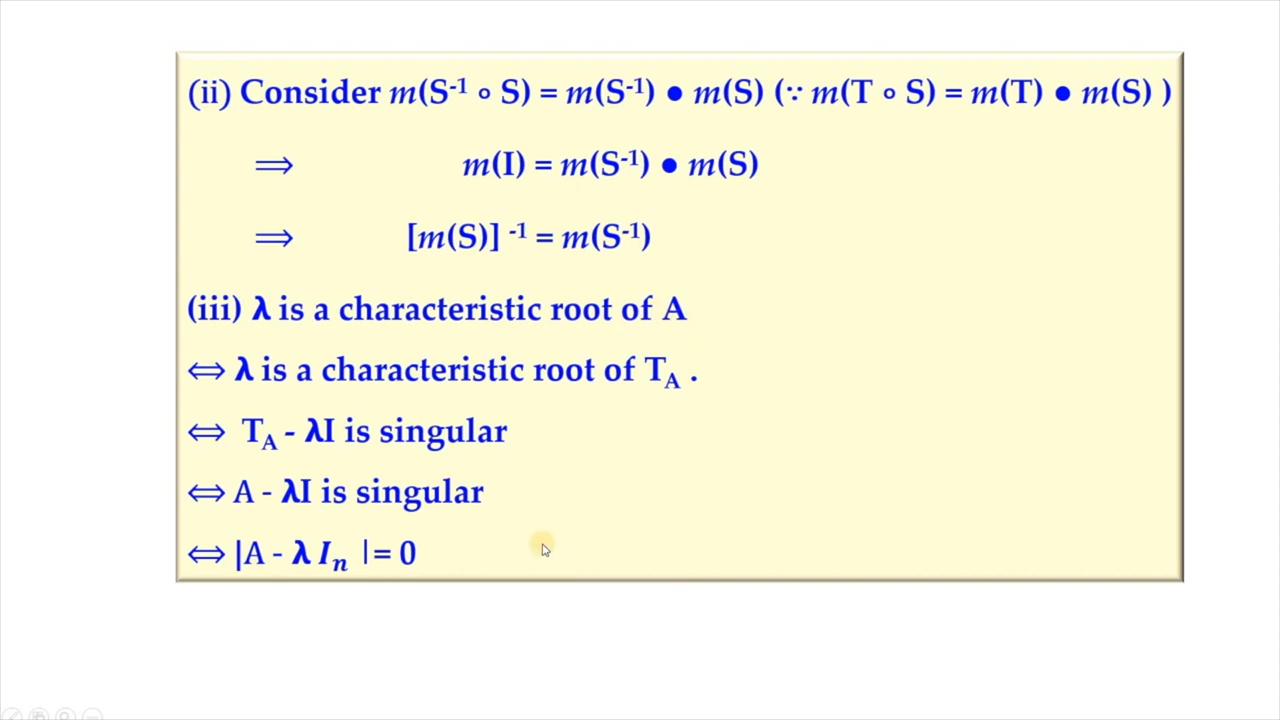 (ii) Consider m(S⁻¹ ∘ S) = m(S⁻¹) ● m(S) (∵ m(T ∘ S) = m(T) ● m(S) )
⟹ m(I) = m(S⁻¹) ● m(S)
⟹ [m(S)] ⁻¹ = m(S⁻¹)
(iii) λ is a characteristic root of A
⇔ λ is a characteristic root of T_A .
⇔ T_A - λI is singular
⇔ A - λI is singular
⇔ |A - λ Iₙ | = 0